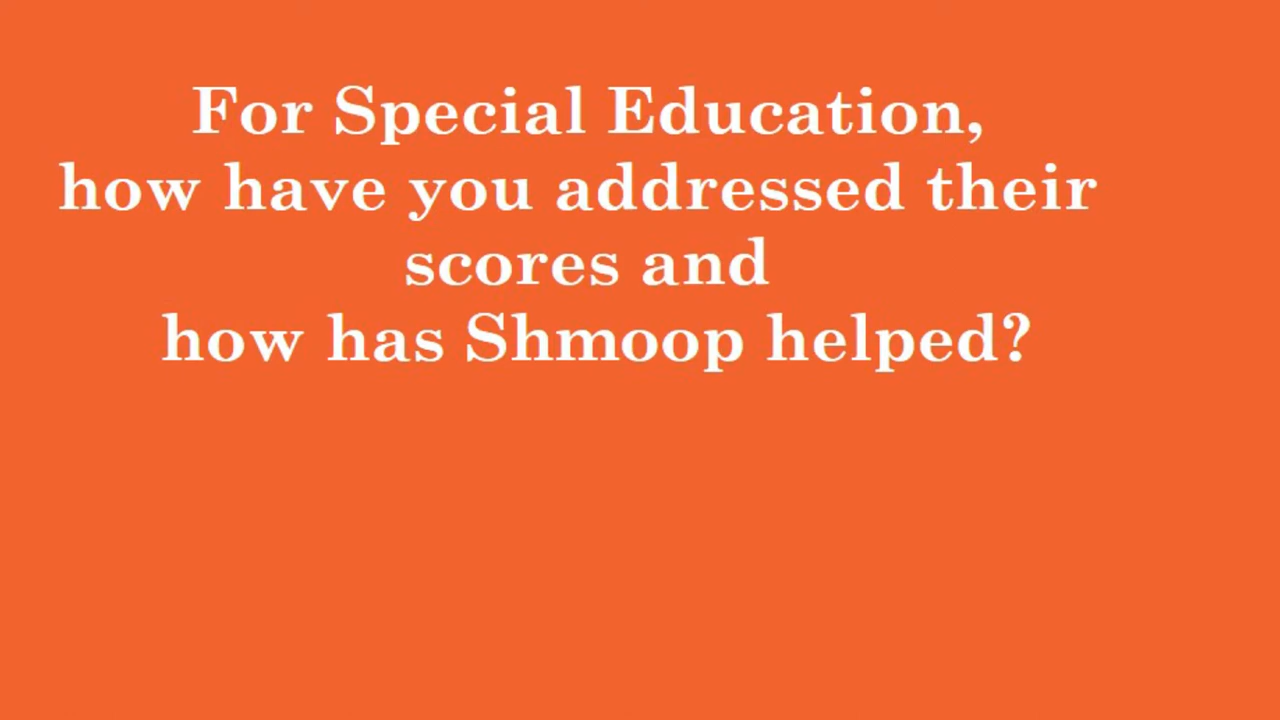 For Special Education,
how have you addressed their
scores and
how has Shmoop helped?